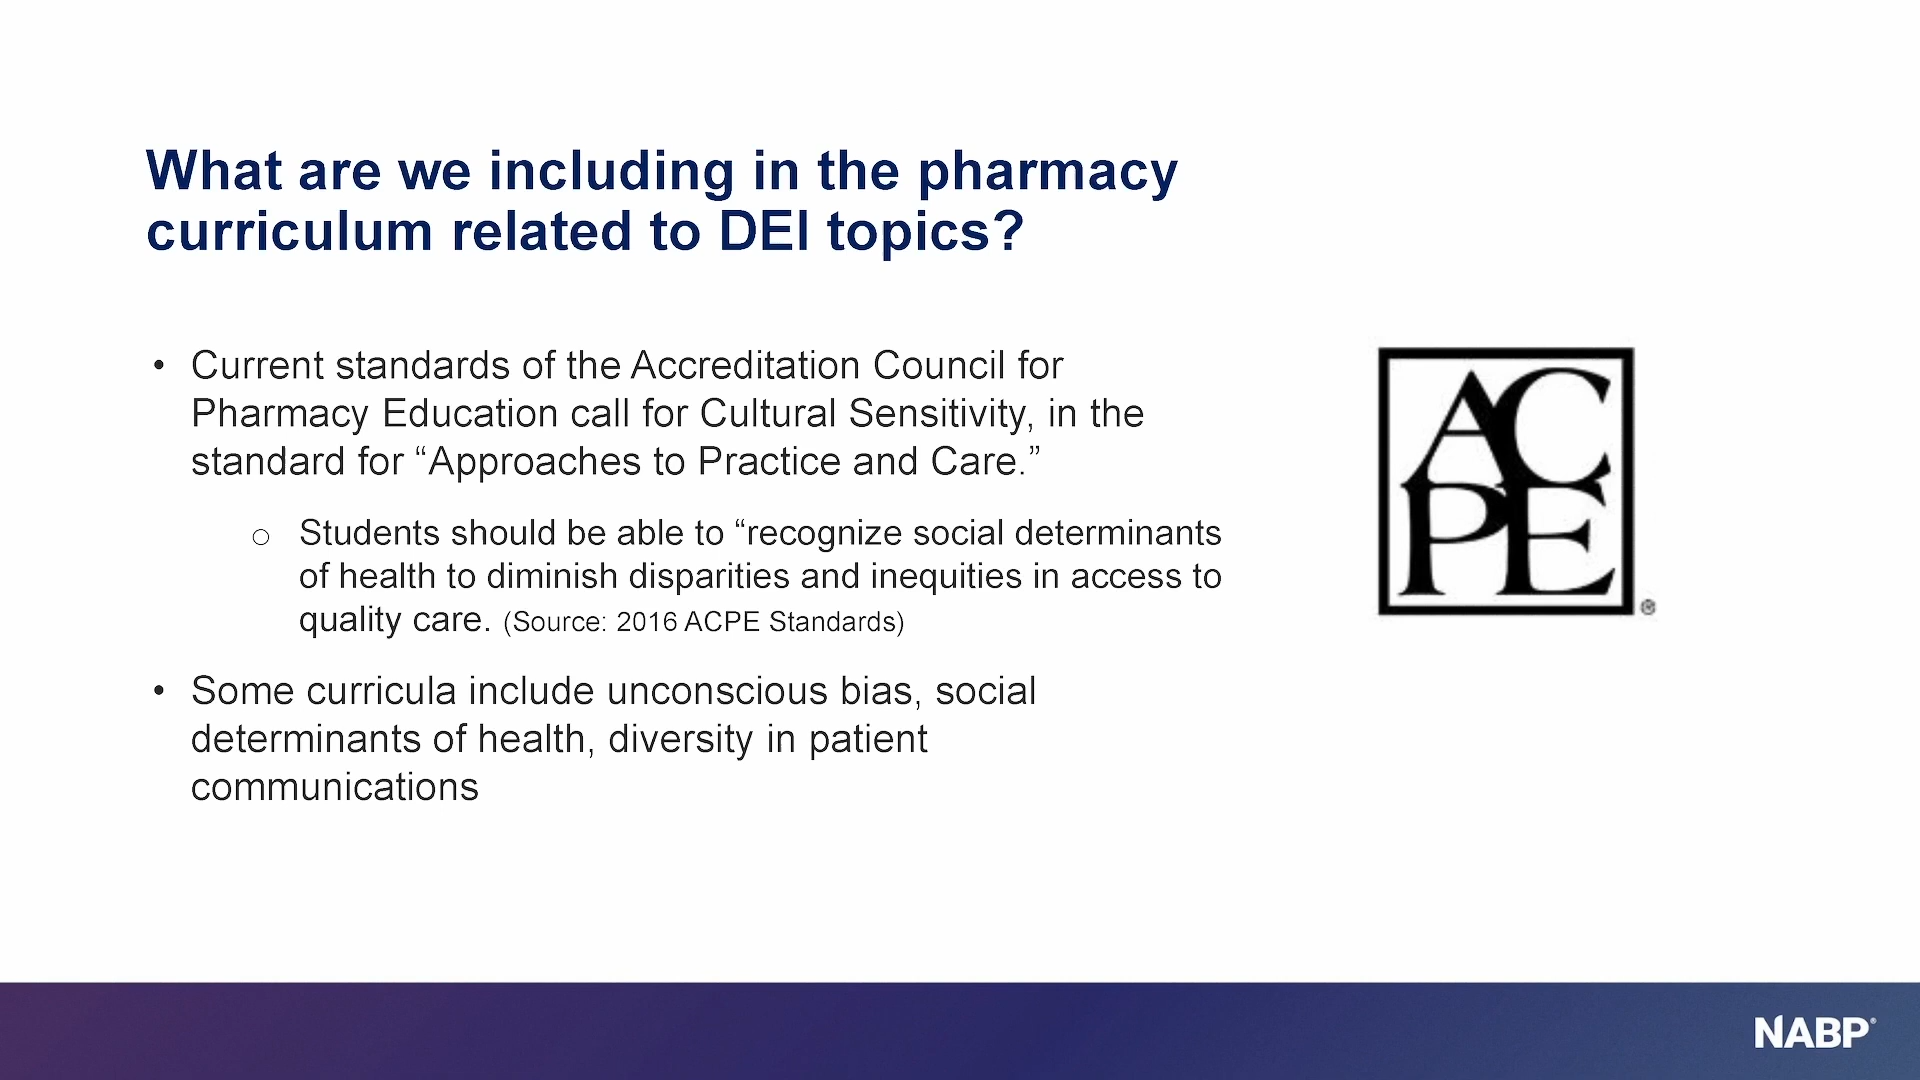 What are we including in the pharmacy
curriculum related to DEI topics?
• Current standards of the Accreditation Council for
Pharmacy Education call for Cultural Sensitivity, in the
standard for “Approaches to Practice and Care.”
o Students should be able to “recognize social determinants
of health to diminish disparities and inequities in access to
quality care. (Source: 2016 ACPE Standards)
• Some curricula include unconscious bias, social
determinants of health, diversity in patient
communications
AC
PE®
NABP®